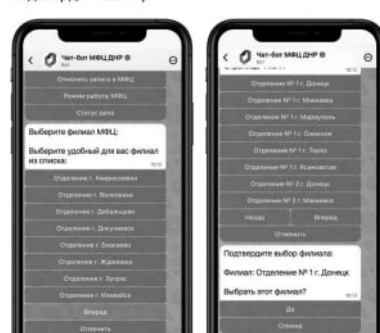 Чат-бот МФЦ ДНР
бот
Отменить запись в МФЦ
Режим работы МФЦ
Статус дела
Выберите филиал МФЦ:
Выберите удобный для вас филиал
из списка:
Отделение г. Амвросиевка
Отделение г. Волноваха
Отделение г. Дебальцево
Отделение г. Докучаевск
Отделение г. Енакиево
Отделение г. Ждановка
Отделение г. Зугрэс
Отделение г. Иловайск
Вперед
Отменить
Чат-бот МФЦ ДНР
бот
Отделение № 1 г. Донецк
Отделение № 1 г. Макеевка
Отделение № 1 г. Мариуполь
Отделение № 1 г. Снежное
Отделение № 1 г. Торез
Отделение № 1 г. Ясиноватая
Отделение № 2 г. Донецк
Отделение № 2 г. Макеевка
Назад Вперед
Отменить
Подтвердите выбор филиала:
Филиал: Отделение № 1 г. Донецк
Выбрать этот филиал?
Да
Отмена